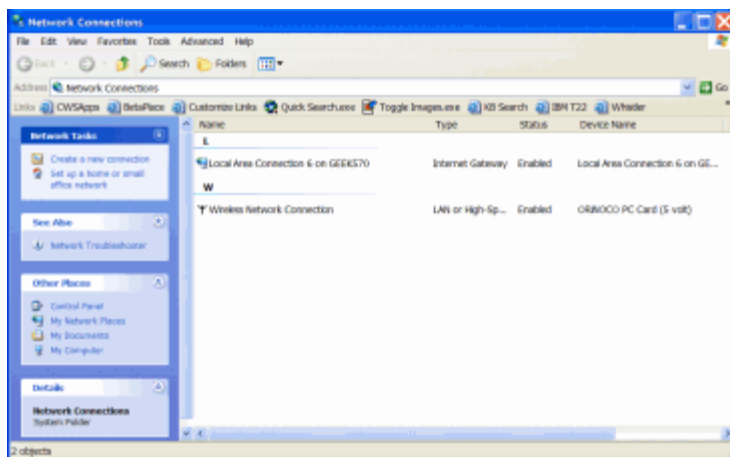 Network Connections
File Edit View Favorites Tools Advanced Help
Back Search Folders
Address Network Connections Go
Links CWSApps BetaPlace Customize Links Quick Search.exe Toggle Images.exe KB Search IBM T22 Whistler
Network Tasks
Create a new connection
Set up a home or small
office network
See Also
Network Troubleshooter
Other Places
Control Panel
My Network Places
My Documents
My Computer
Details
Network Connections
System Folder
Name Type Status Device Name
L
Local Area Connection 6 on GEEK570 Internet Gateway Enabled Local Area Connection 6 on GE...
W
Wireless Network Connection LAN or High-Sp... Enabled ORiNOCO PC Card (5 volt)
2 objects